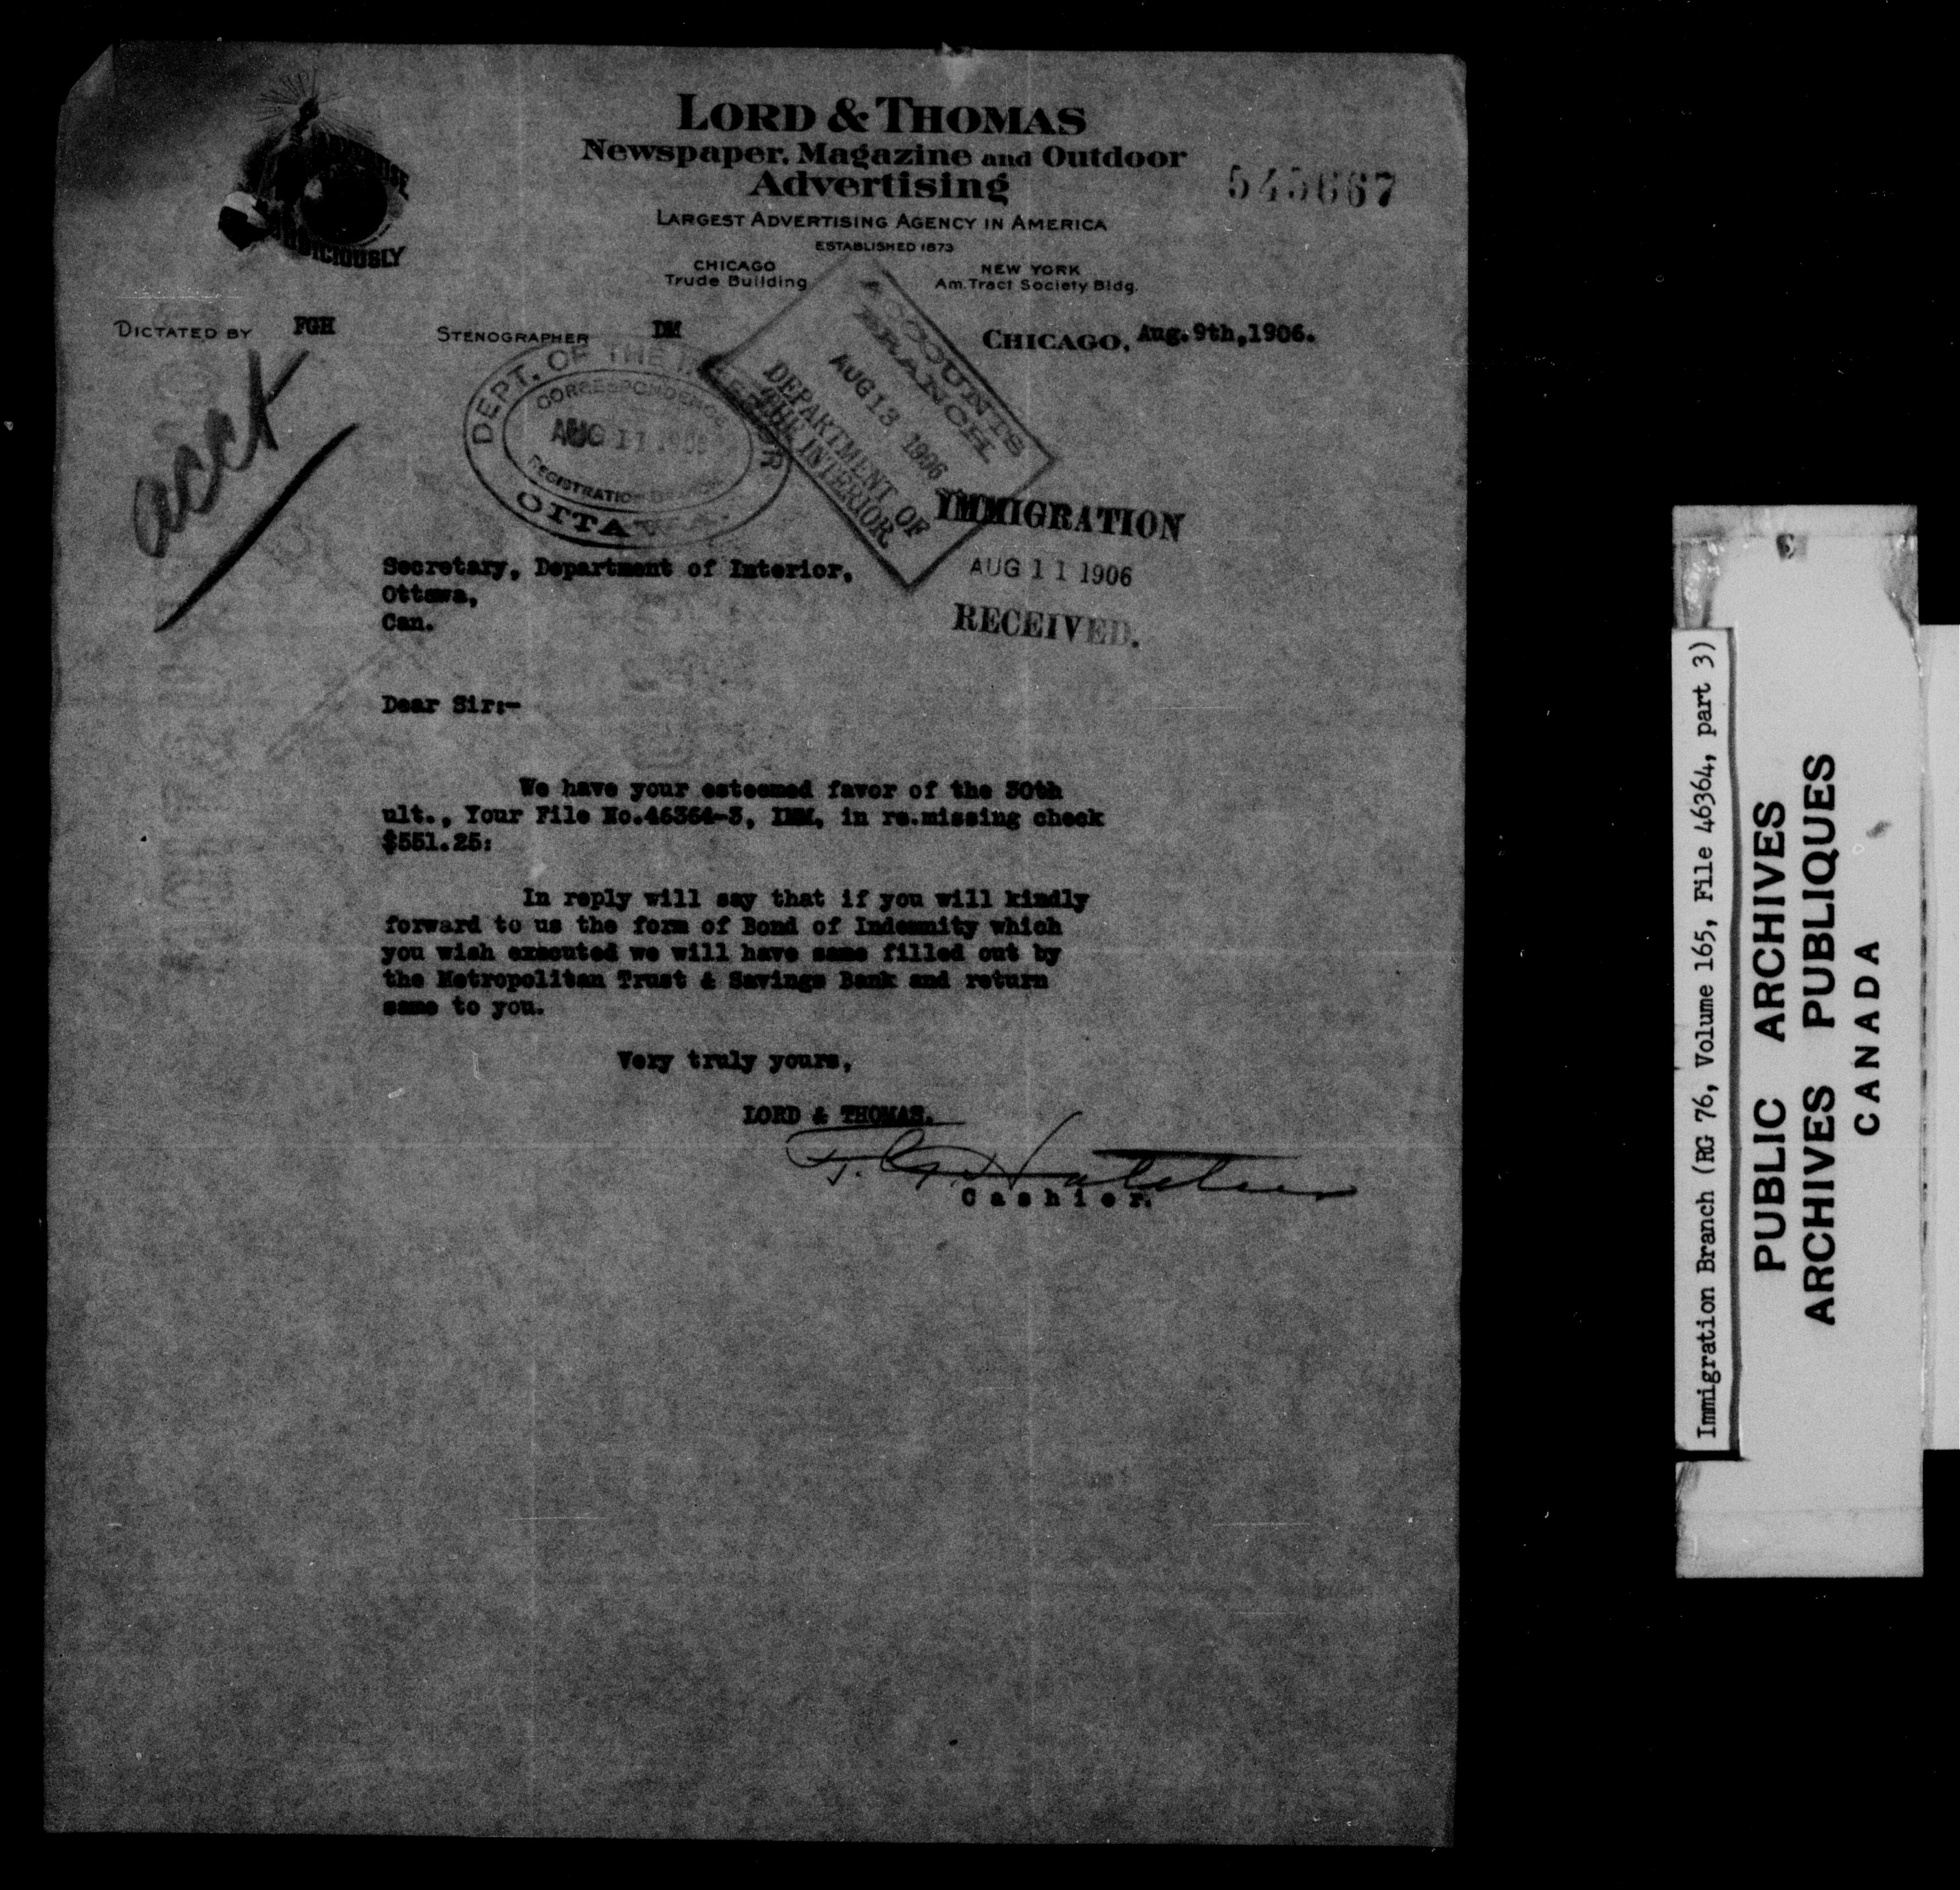 LORD & THOMAS
Newspaper, Magazine and Outdoor
Advertising
LARGEST ADVERTISING AGENCY IN AMERICA
ESTABLISHED 1873
CHICAGO
Trude Building
NEW YORK
Am. Tract Society Bldg.
JUDICIOUSLY
545667
DICTATED BY FGH STENOGRAPHER DM CHICAGO, Aug. 9th, 1906.
acct
DEPT. OF THE INTERIOR
CORRESPONDENCE
AUG 11 1906
REGISTRATION BRANCH
OTTAWA.
ACCOUNTS
BRANCH
AUG 13 1906
DEPARTMENT OF
THE INTERIOR
IMMIGRATION
AUG 11 1906
RECEIVED.
Secretary, Department of Interior,
Ottawa,
Can.
Dear Sir:-
We have your esteemed favor of the 30th
ult., Your File No.46364-3, IMM, in re.missing check
$551.25:
In reply will say that if you will kindly
forward to us the form of Bond of Indemnity which
you wish executed we will have same filled out by
the Metropolitan Trust & Savings Bank and return
same to you.
Very truly yours,
LORD & THOMAS.
F. G.
Cashier.
Immigration Branch (RG 76, Volume 165, File 46364, part 3)
PUBLIC ARCHIVES
ARCHIVES PUBLIQUES
CANADA